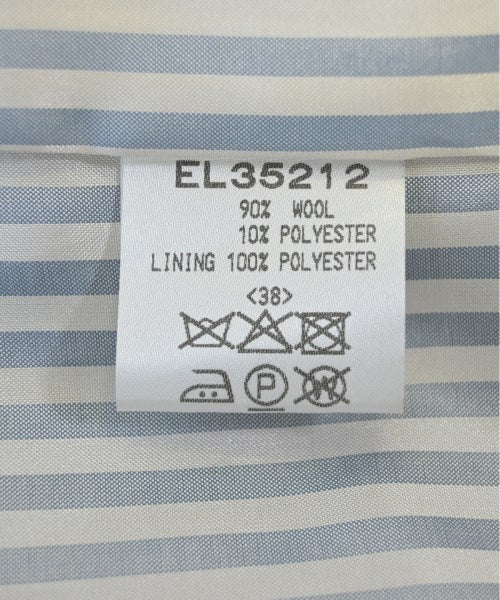 EL35212
90% WOOL
10% POLYESTER
LINING 100% POLYESTER
<38>
P W